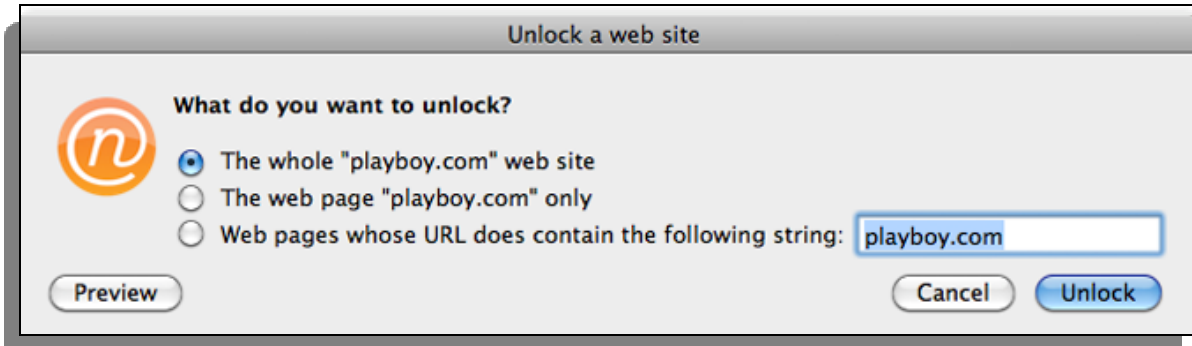 Unlock a web site
What do you want to unlock?
The whole "playboy.com" web site
The web page "playboy.com" only
Web pages whose URL does contain the following string: playboy.com
Preview Cancel Unlock